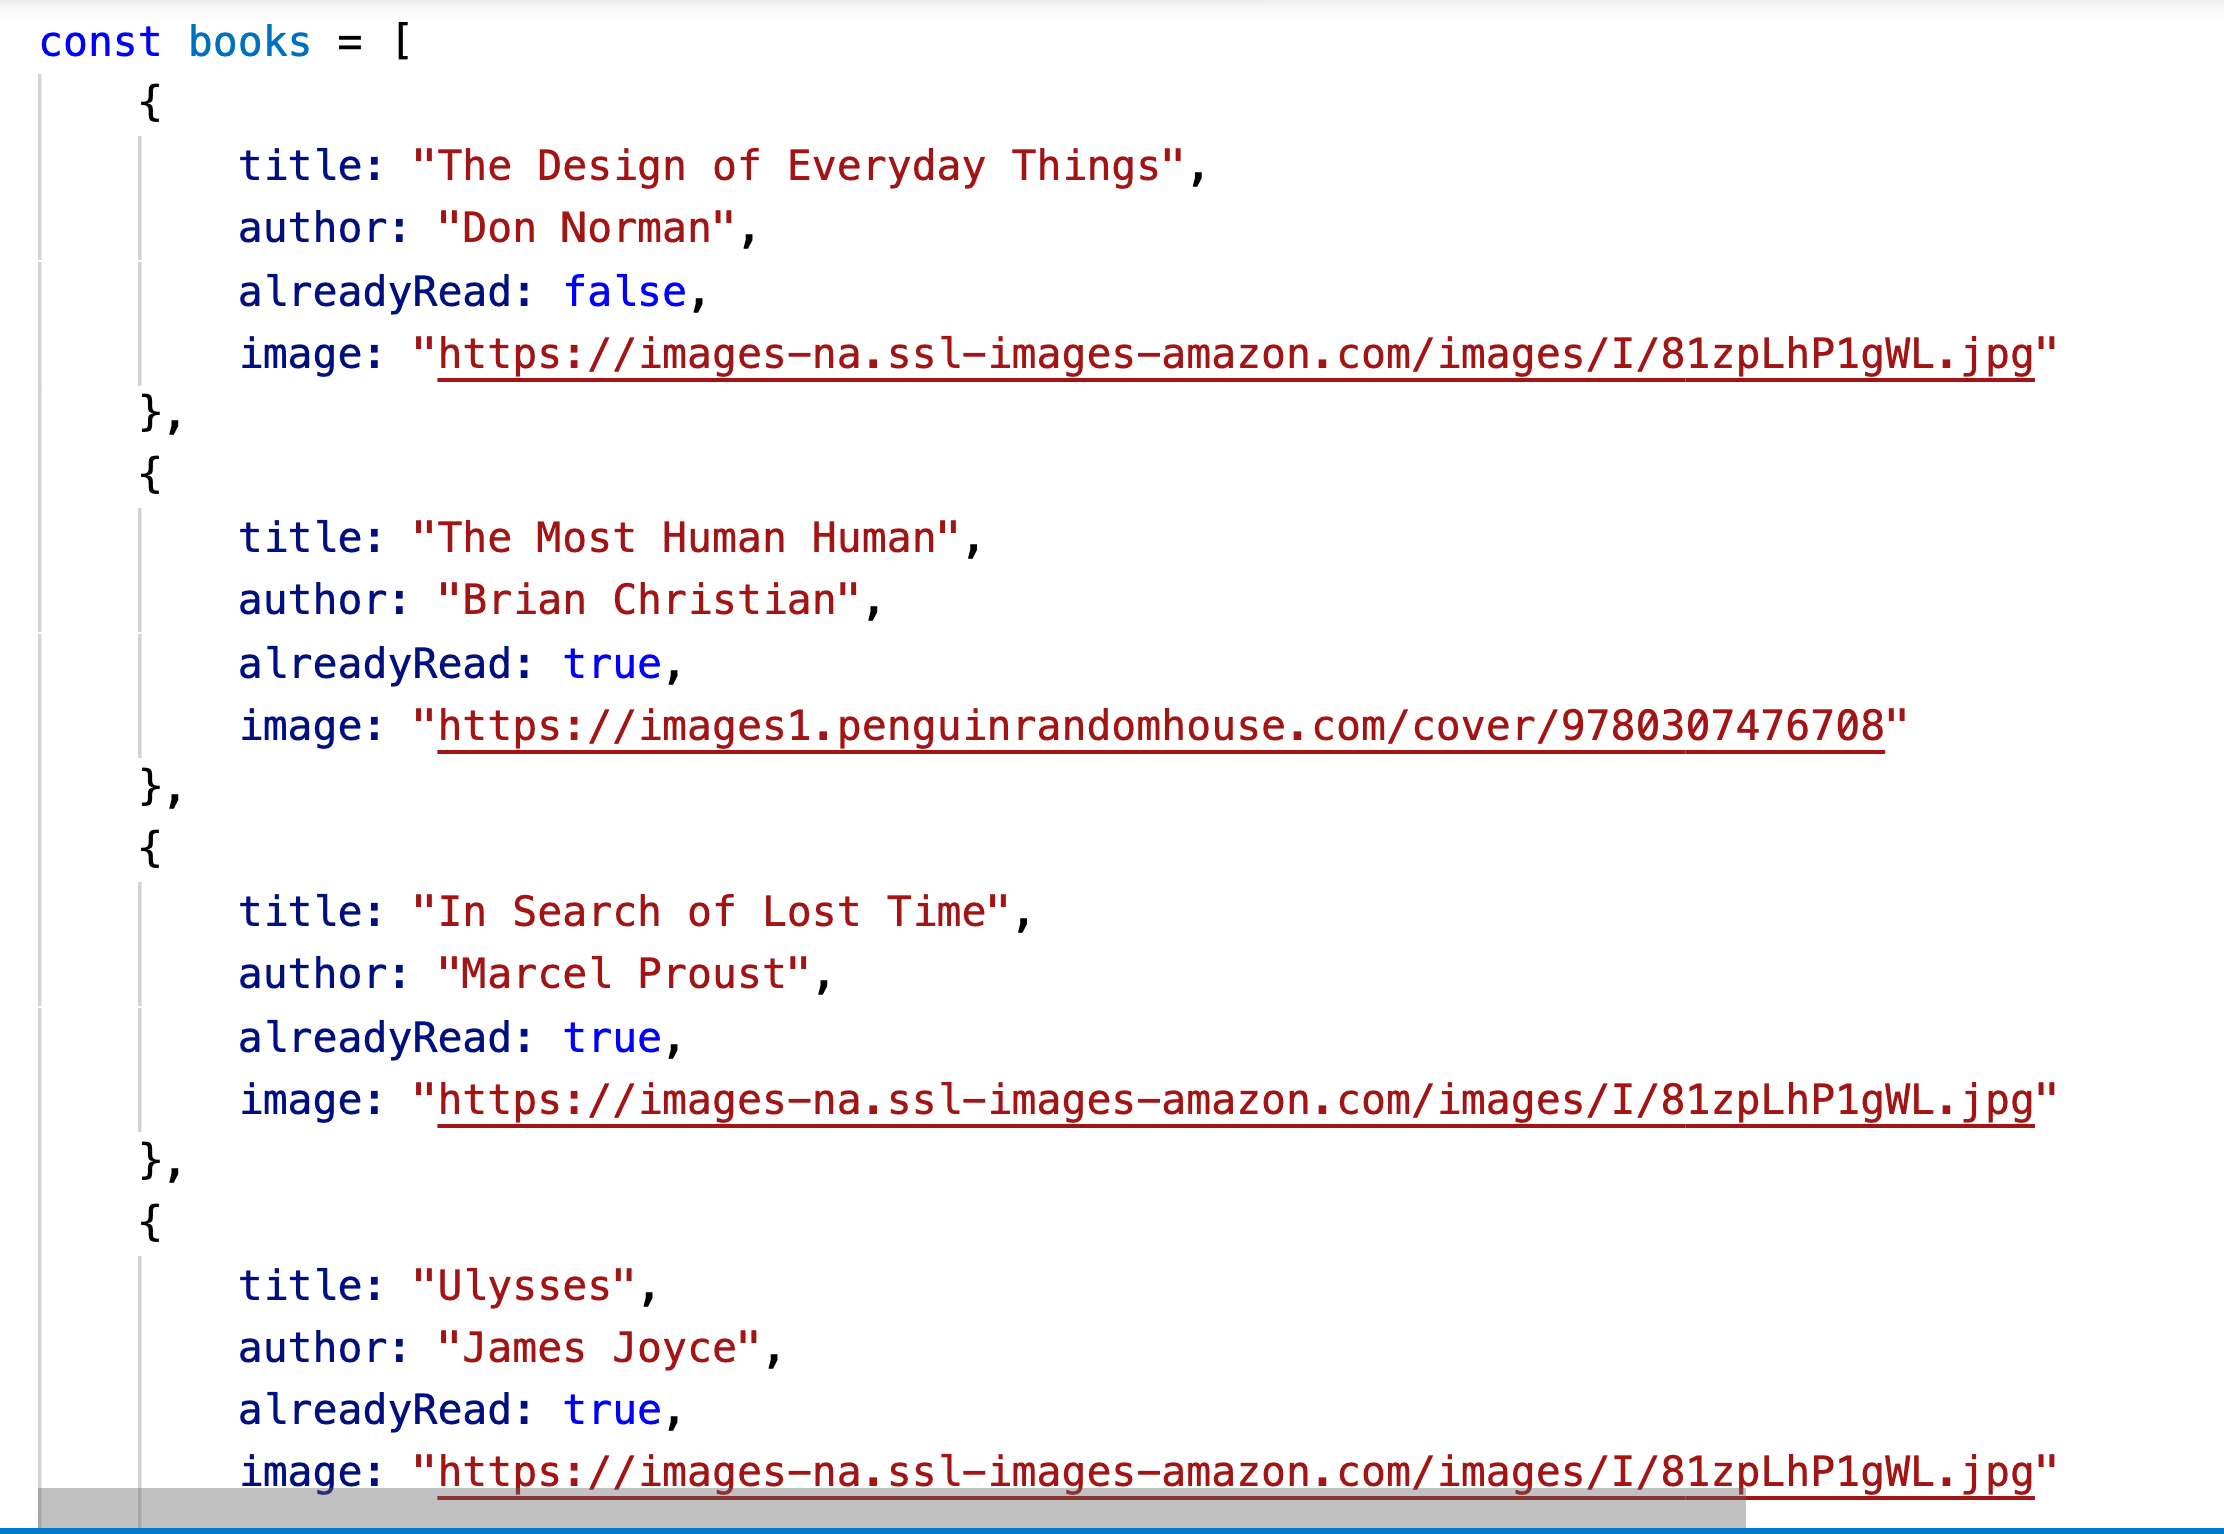 const books = [
    {
        title: "The Design of Everyday Things",
        author: "Don Norman",
        alreadyRead: false,
        image: "https://images-na.ssl-images-amazon.com/images/I/81zpLhP1gWL.jpg"
    },
    {
        title: "The Most Human Human",
        author: "Brian Christian",
        alreadyRead: true,
        image: "https://images1.penguinrandomhouse.com/cover/9780307476708"
    },
    {
        title: "In Search of Lost Time",
        author: "Marcel Proust",
        alreadyRead: true,
        image: "https://images-na.ssl-images-amazon.com/images/I/81zpLhP1gWL.jpg"
    },
    {
        title: "Ulysses",
        author: "James Joyce",
        alreadyRead: true,
        image: "https://images-na.ssl-images-amazon.com/images/I/81zpLhP1gWL.jpg"